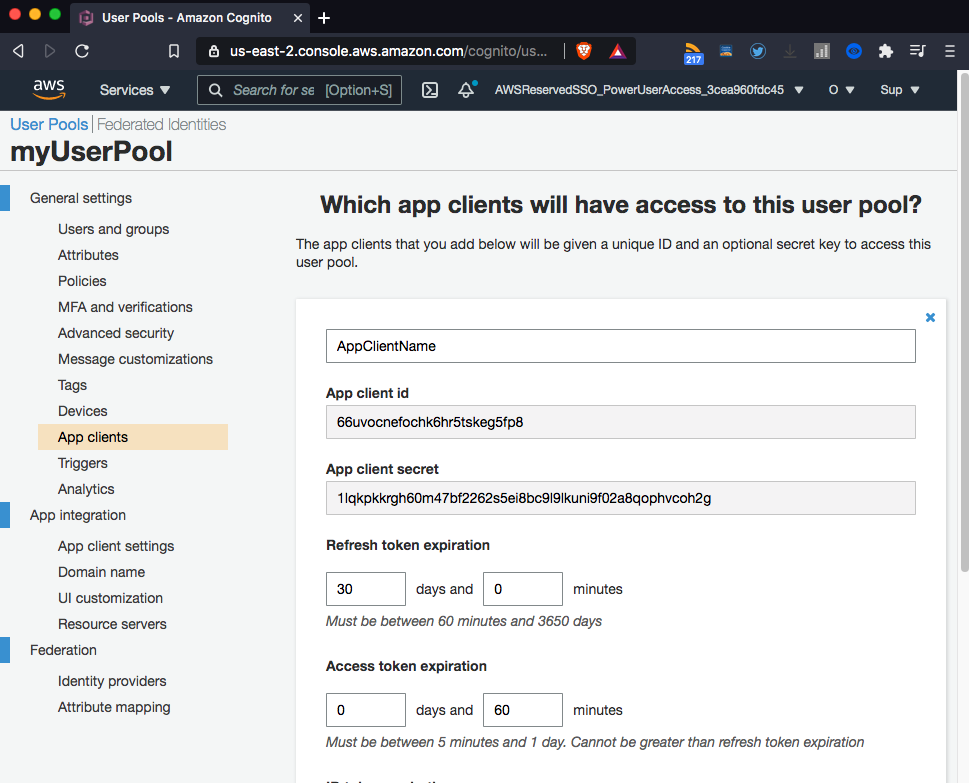 User Pools - Amazon Cognito
us-east-2.console.aws.amazon.com/cognito/us...
217
aws
Services
Search for se [Option+S]
AWSReservedSSO_PowerUserAccess_3cea960fdc45
O
Sup
User Pools | Federated Identities
myUserPool
General settings
Users and groups
Attributes
Policies
MFA and verifications
Advanced security
Message customizations
Tags
Devices
App clients
Triggers
Analytics
App integration
App client settings
Domain name
UI customization
Resource servers
Federation
Identity providers
Attribute mapping
Which app clients will have access to this user pool?
The app clients that you add below will be given a unique ID and an optional secret key to access this
user pool.
AppClientName
App client id
66uvocnefochk6hr5tskeg5fp8
App client secret
1lqkpkkrgh60m47bf2262s5ei8bc9l9lkuni9f02a8qophvcoh2g
Refresh token expiration
30 days and 0 minutes
Must be between 60 minutes and 3650 days
Access token expiration
0 days and 60 minutes
Must be between 5 minutes and 1 day. Cannot be greater than refresh token expiration